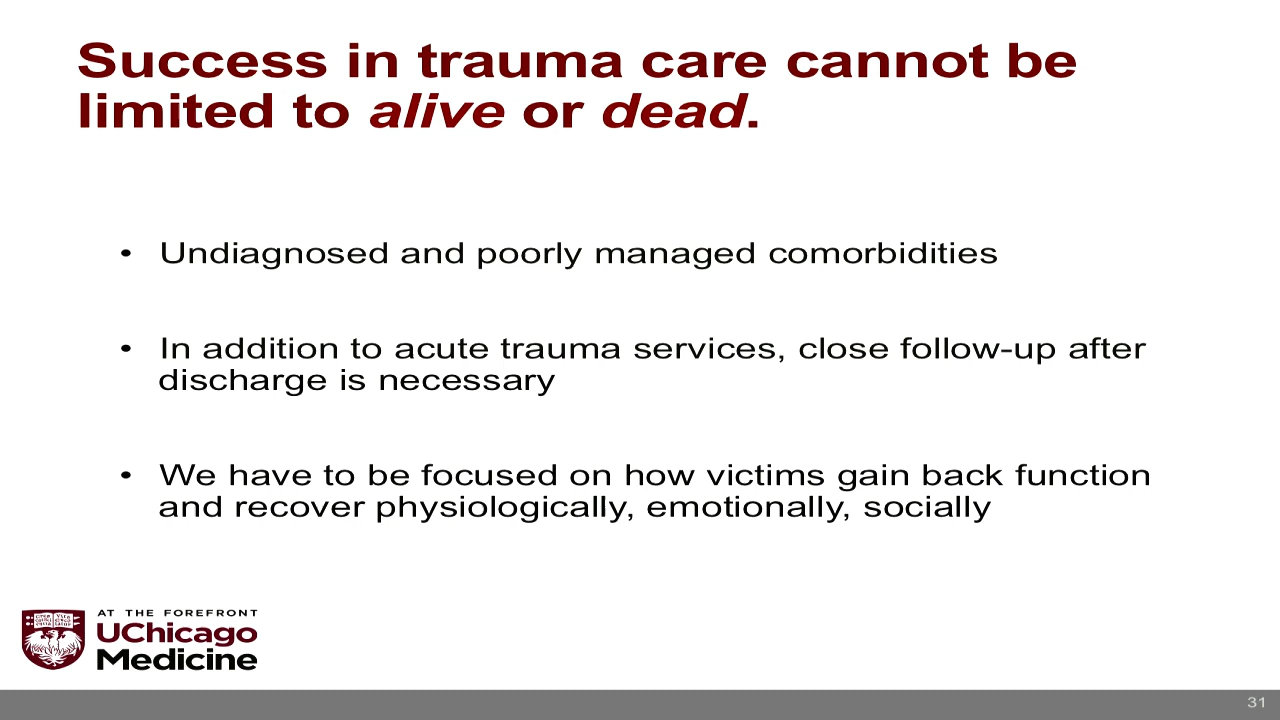 Success in trauma care cannot be
limited to alive or dead.
• Undiagnosed and poorly managed comorbidities
• In addition to acute trauma services, close follow-up after
discharge is necessary
• We have to be focused on how victims gain back function
and recover physiologically, emotionally, socially
AT THE FOREFRONT
UChicago
Medicine
31